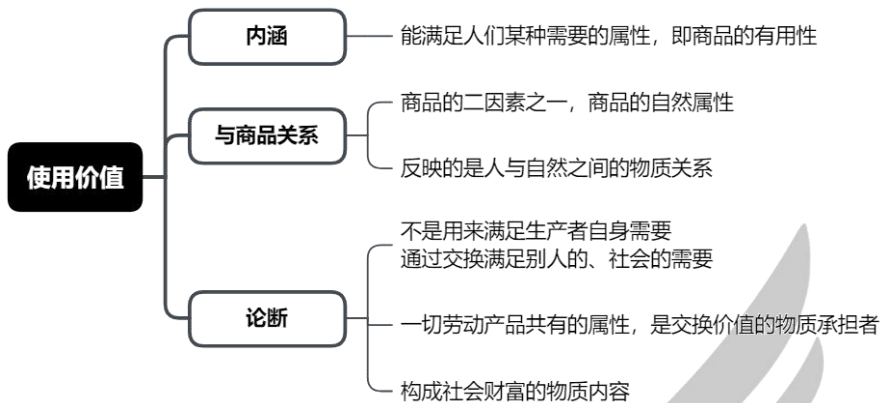 使用价值
内涵
能满足人们某种需要的属性，即商品的有用性
与商品关系
商品的二因素之一，商品的自然属性
反映的是人与自然之间的物质关系
论断
不是用来满足生产者自身需要
通过交换满足别人的、社会的需要
一切劳动产品共有的属性，是交换价值的物质承担者
构成社会财富的物质内容